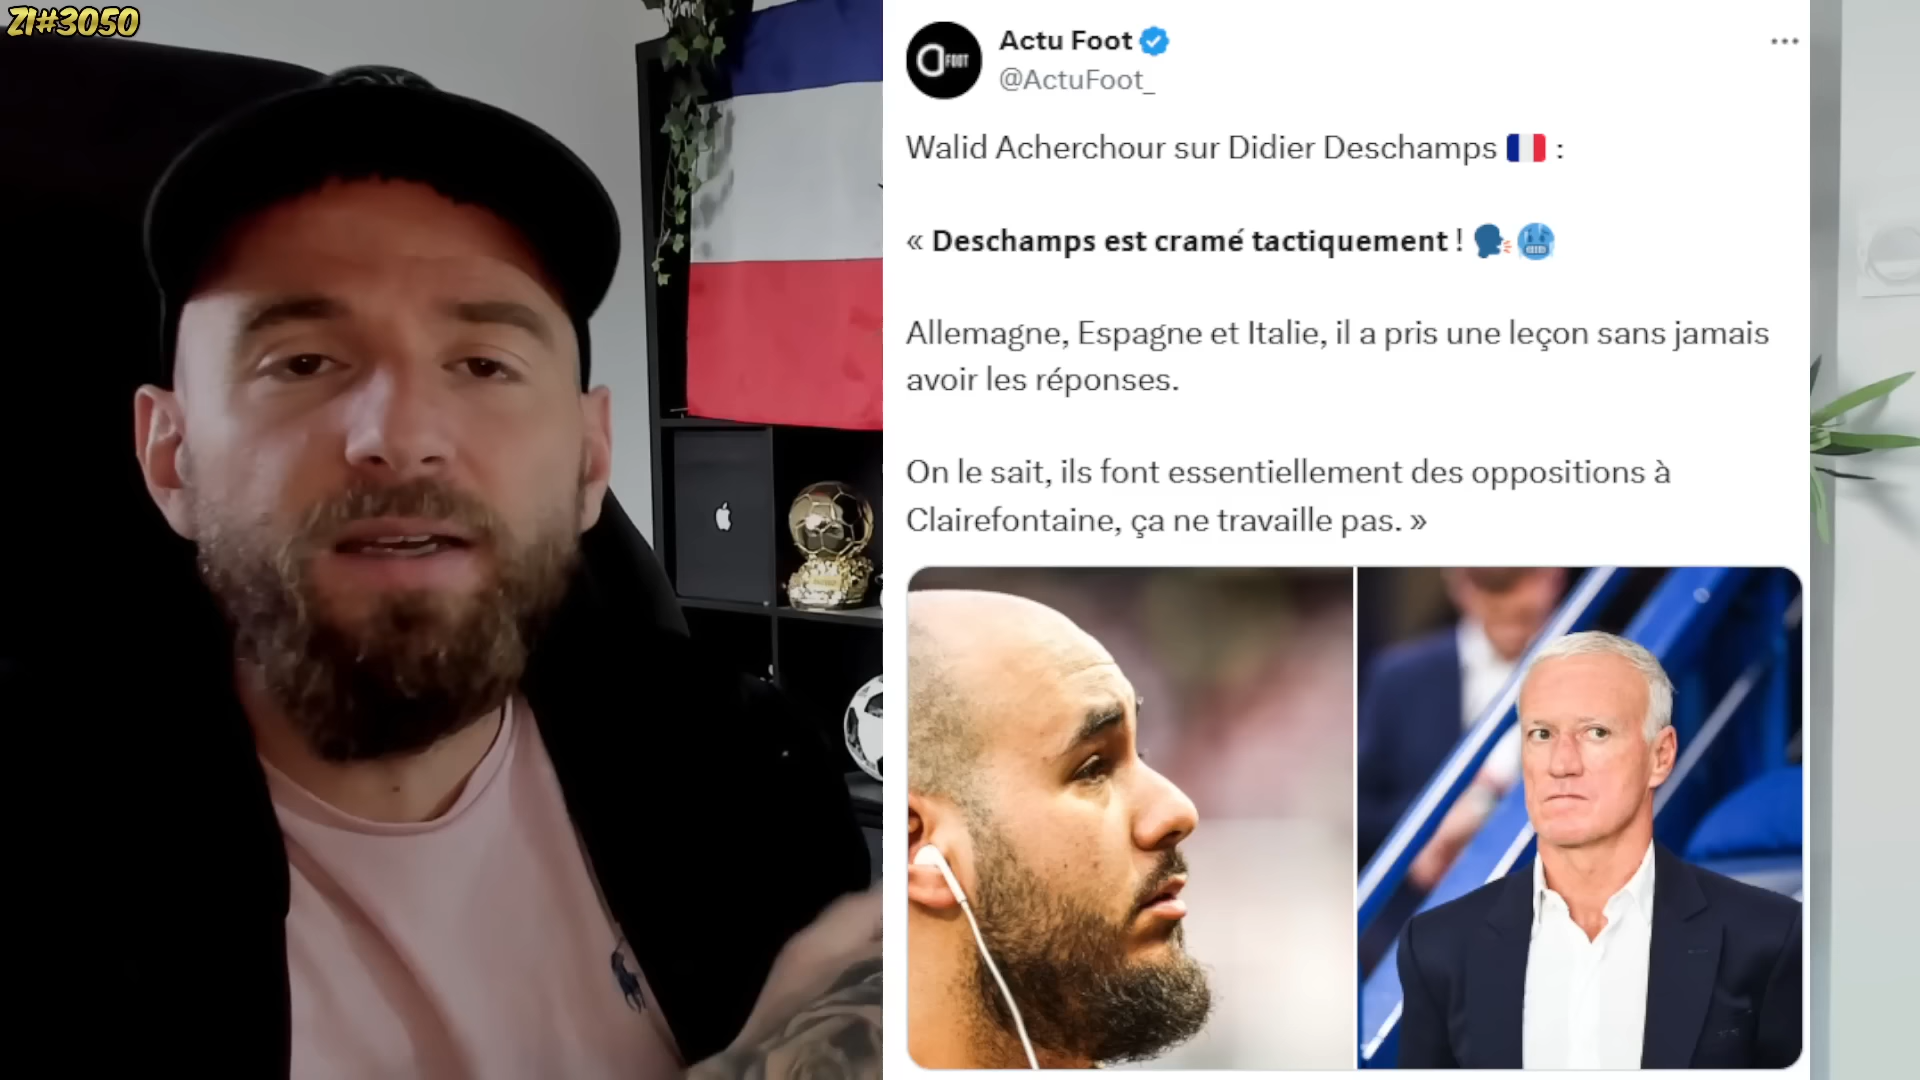 ZI#3050
FOOT
Actu Foot
@ActuFoot_
Walid Acherchour sur Didier Deschamps 🇫🇷 :
« Deschamps est cramé tactiquement ! 🗣️🥶
Allemagne, Espagne et Italie, il a pris une leçon sans jamais
avoir les réponses.
On le sait, ils font essentiellement des oppositions à
Clairefontaine, ça ne travaille pas. »